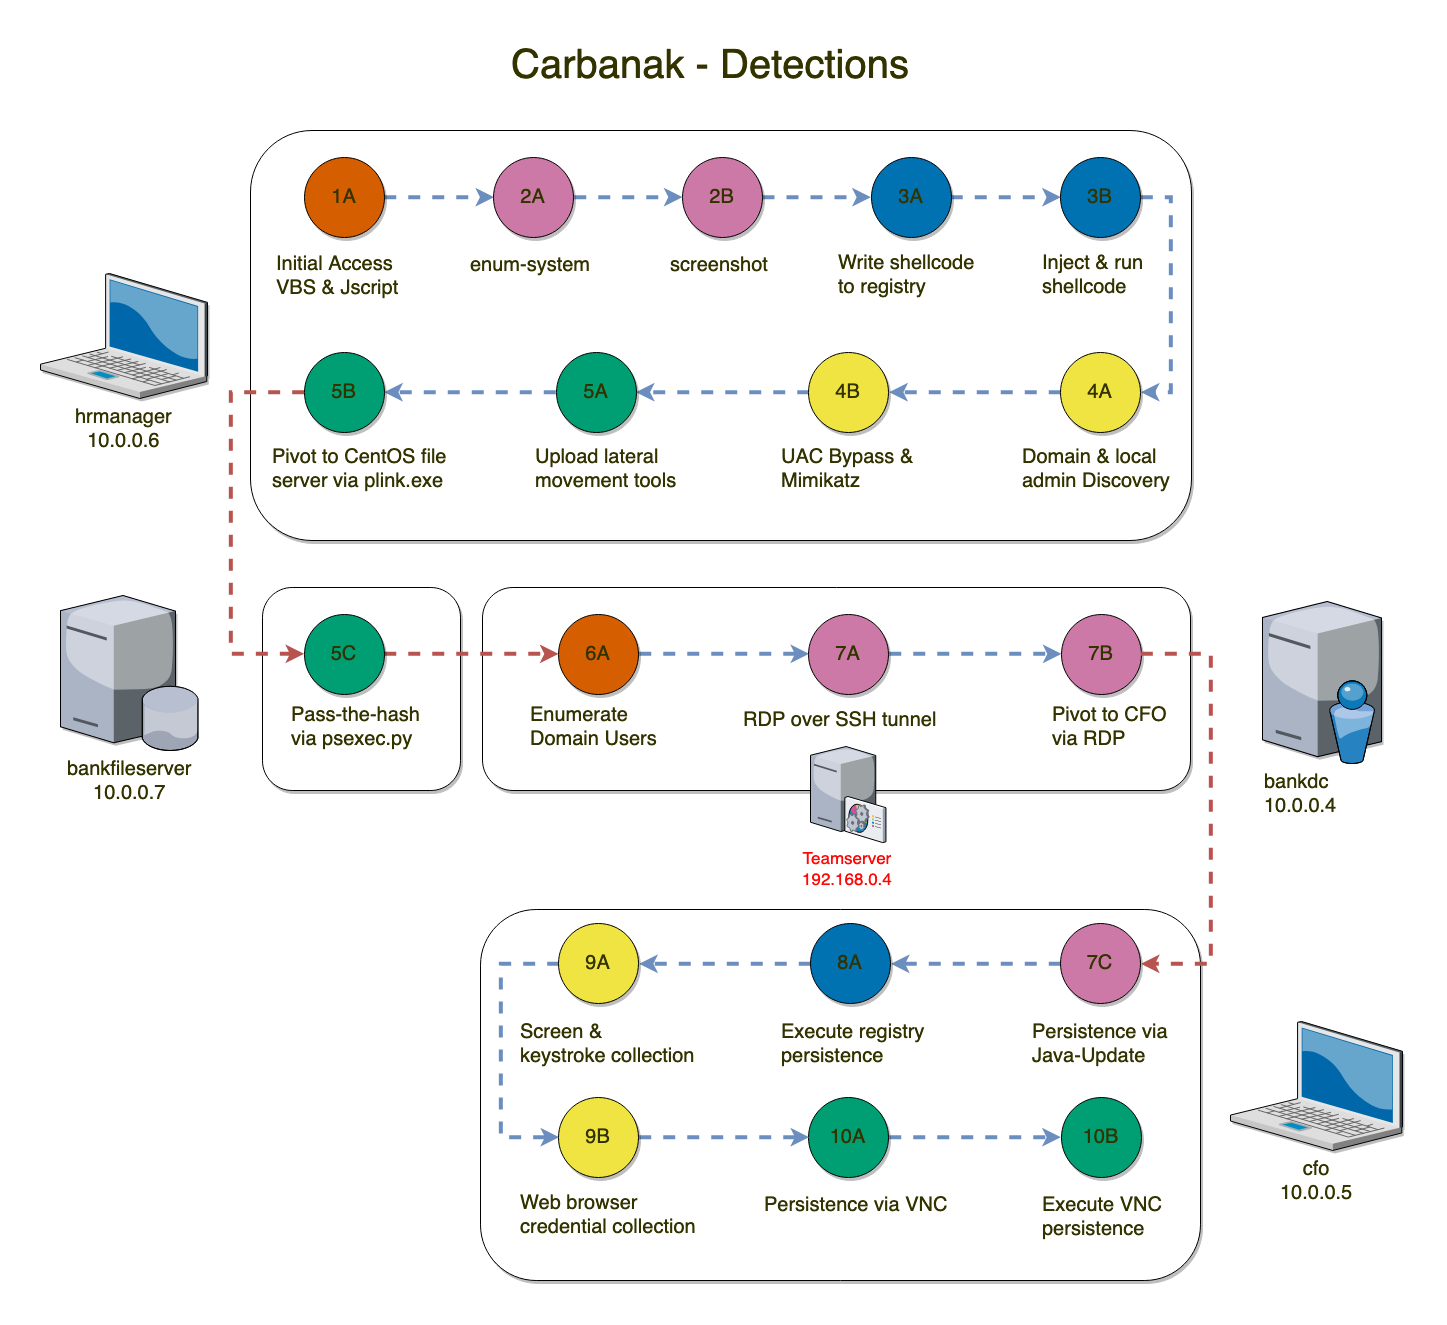 Carbanak - Detections
1A
2A
2B
3A
3B
Initial Access
VBS & Jscript
enum-system
screenshot
Write shellcode
to registry
Inject & run
shellcode
hrmanager
10.0.0.6
5B
5A
4B
4A
Pivot to CentOS file
server via plink.exe
Upload lateral
movement tools
UAC Bypass &
Mimikatz
Domain & local
admin Discovery
bankfileserver
10.0.0.7
5C
6A
7A
7B
Pass-the-hash
via psexec.py
Enumerate
Domain Users
RDP over SSH tunnel
Pivot to CFO
via RDP
bankdc
10.0.0.4
Teamserver
192.168.0.4
9A
8A
7C
Screen &
keystroke collection
Execute registry
persistence
Persistence via
Java-Update
9B
10A
10B
Web browser
credential collection
Persistence via VNC
Execute VNC
persistence
cfo
10.0.0.5